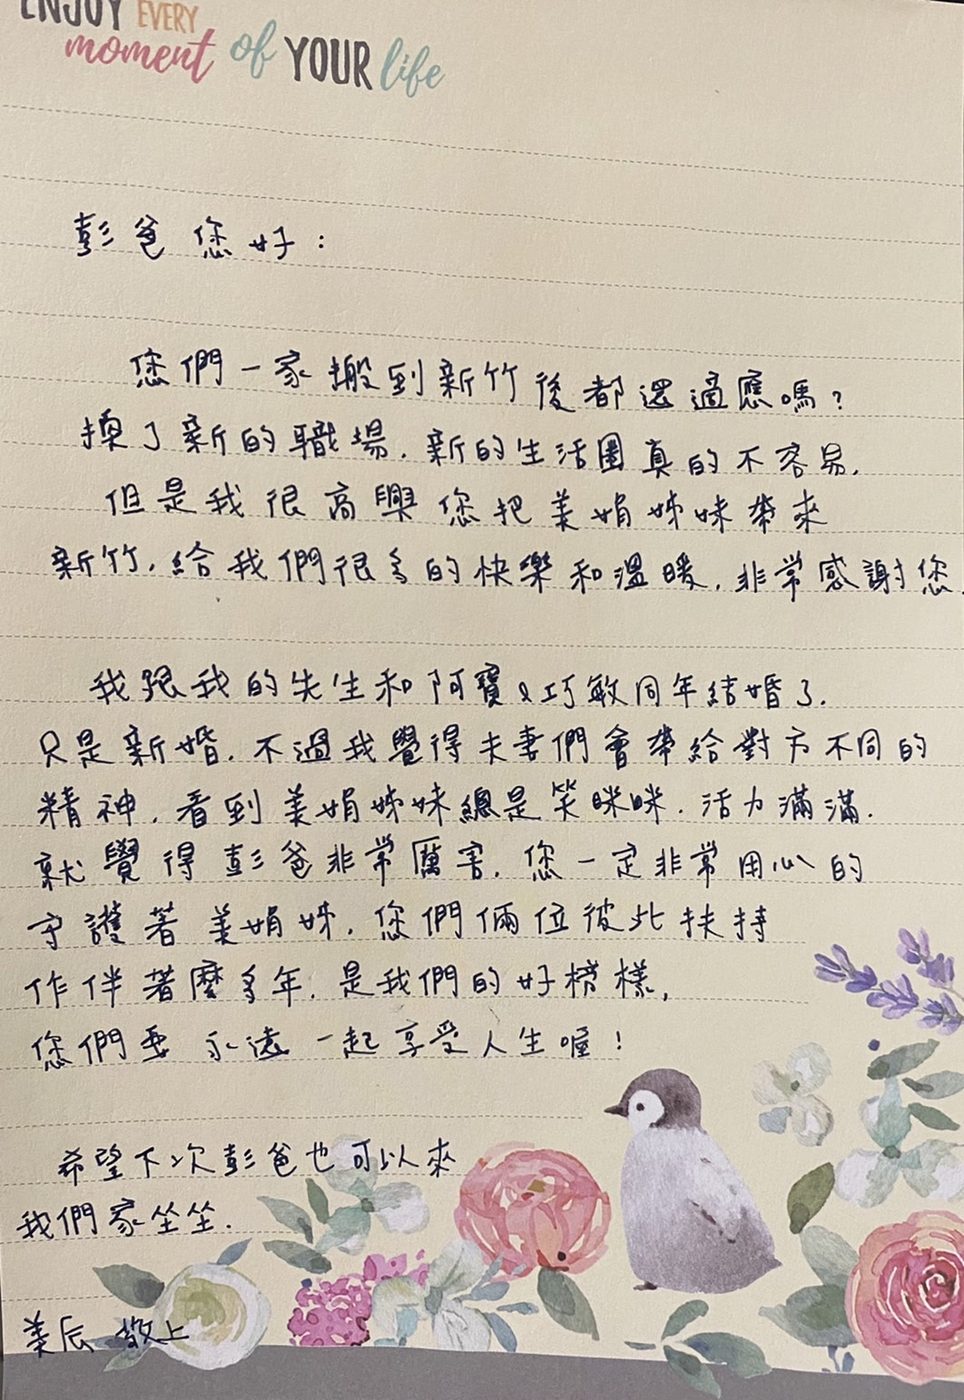 ENJOY EVERY
moment of YOUR life
彭爸您好：
您們一家搬到新竹後都還適應嗎？
換了新的職場，新的生活圈真的不容易，
但是我很高興您把美娟姊妹帶來
新竹，給我們很多的快樂和溫暖，非常感謝您，
我跟我的先生和阿寶&巧敏同年結婚了，
只是新婚，不過我覺得夫妻們會帶給對方不同的
精神，看到美娟姊妹總是笑咪咪，活力滿滿，
就覺得彭爸非常厲害，您一定非常用心的
守護著美娟姊，您們倆位彼此扶持
作伴著麼多年，是我們的好榜樣，
您們要永遠一起享受人生喔！
希望下次彭爸也可以來
我們家坐坐．
美辰 敬上